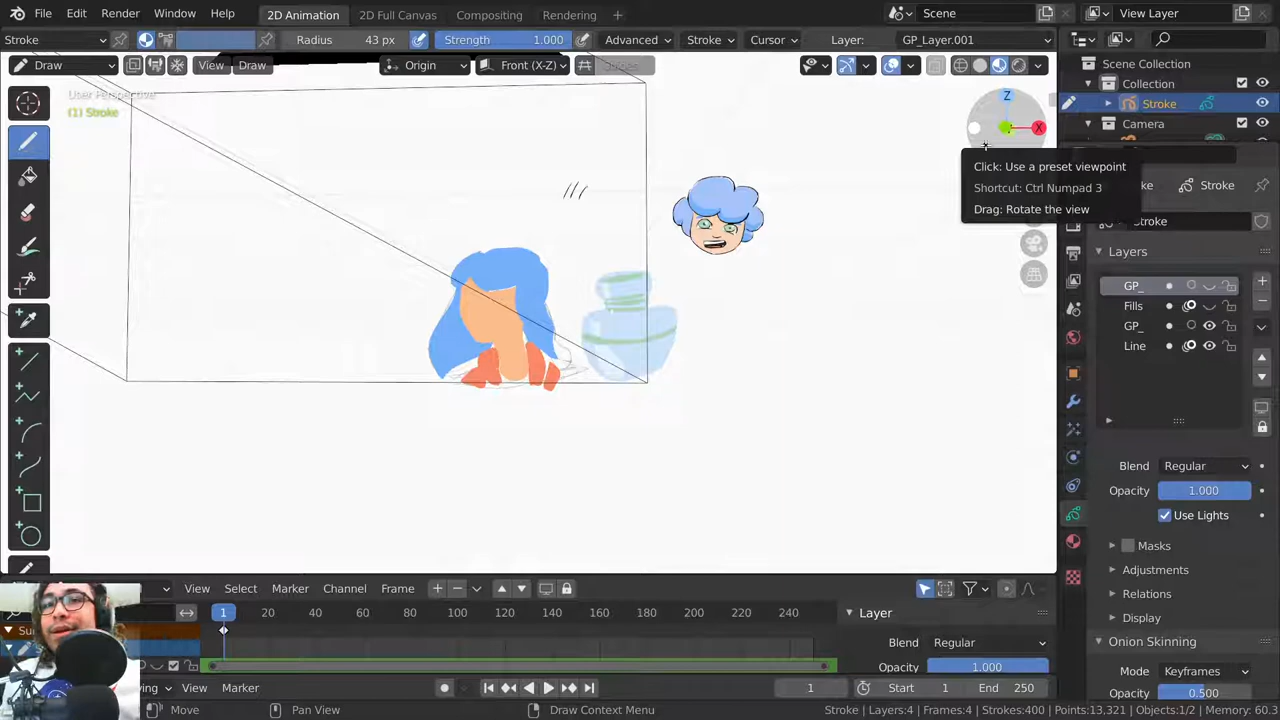 File Edit Render Window Help 2D Animation 2D Full Canvas Compositing Rendering + Scene View Layer
Stroke Radius 43 px Strength 1.000 Advanced Stroke Cursor Layer: GP_Layer.001
Draw View Draw Origin Front (X-Z) Guides
User Perspective
(1) Stroke
Z
X
Click: Use a preset viewpoint
Shortcut: Ctrl Numpad 3
Drag: Rotate the view
Scene Collection
Collection
Stroke
Camera
Stroke
Stroke
Layers
GP_
Fills
GP_
Line
Blend Regular
Opacity 1.000
Use Lights
Masks
Adjustments
Relations
Display
Onion Skinning
Mode Keyframes
Opacity 0.500
View Select Marker Channel Frame
1 20 40 60 80 100 120 140 160 180 200 220 240
Layer
Blend Regular
Opacity 1.000
View Marker
1 Start 1 End 250
Move Pan View Draw Context Menu Stroke | Layers:4 | Frames:4 | Strokes:400 | Points:13,321 | Objects:1/2 | Memory: 60.3